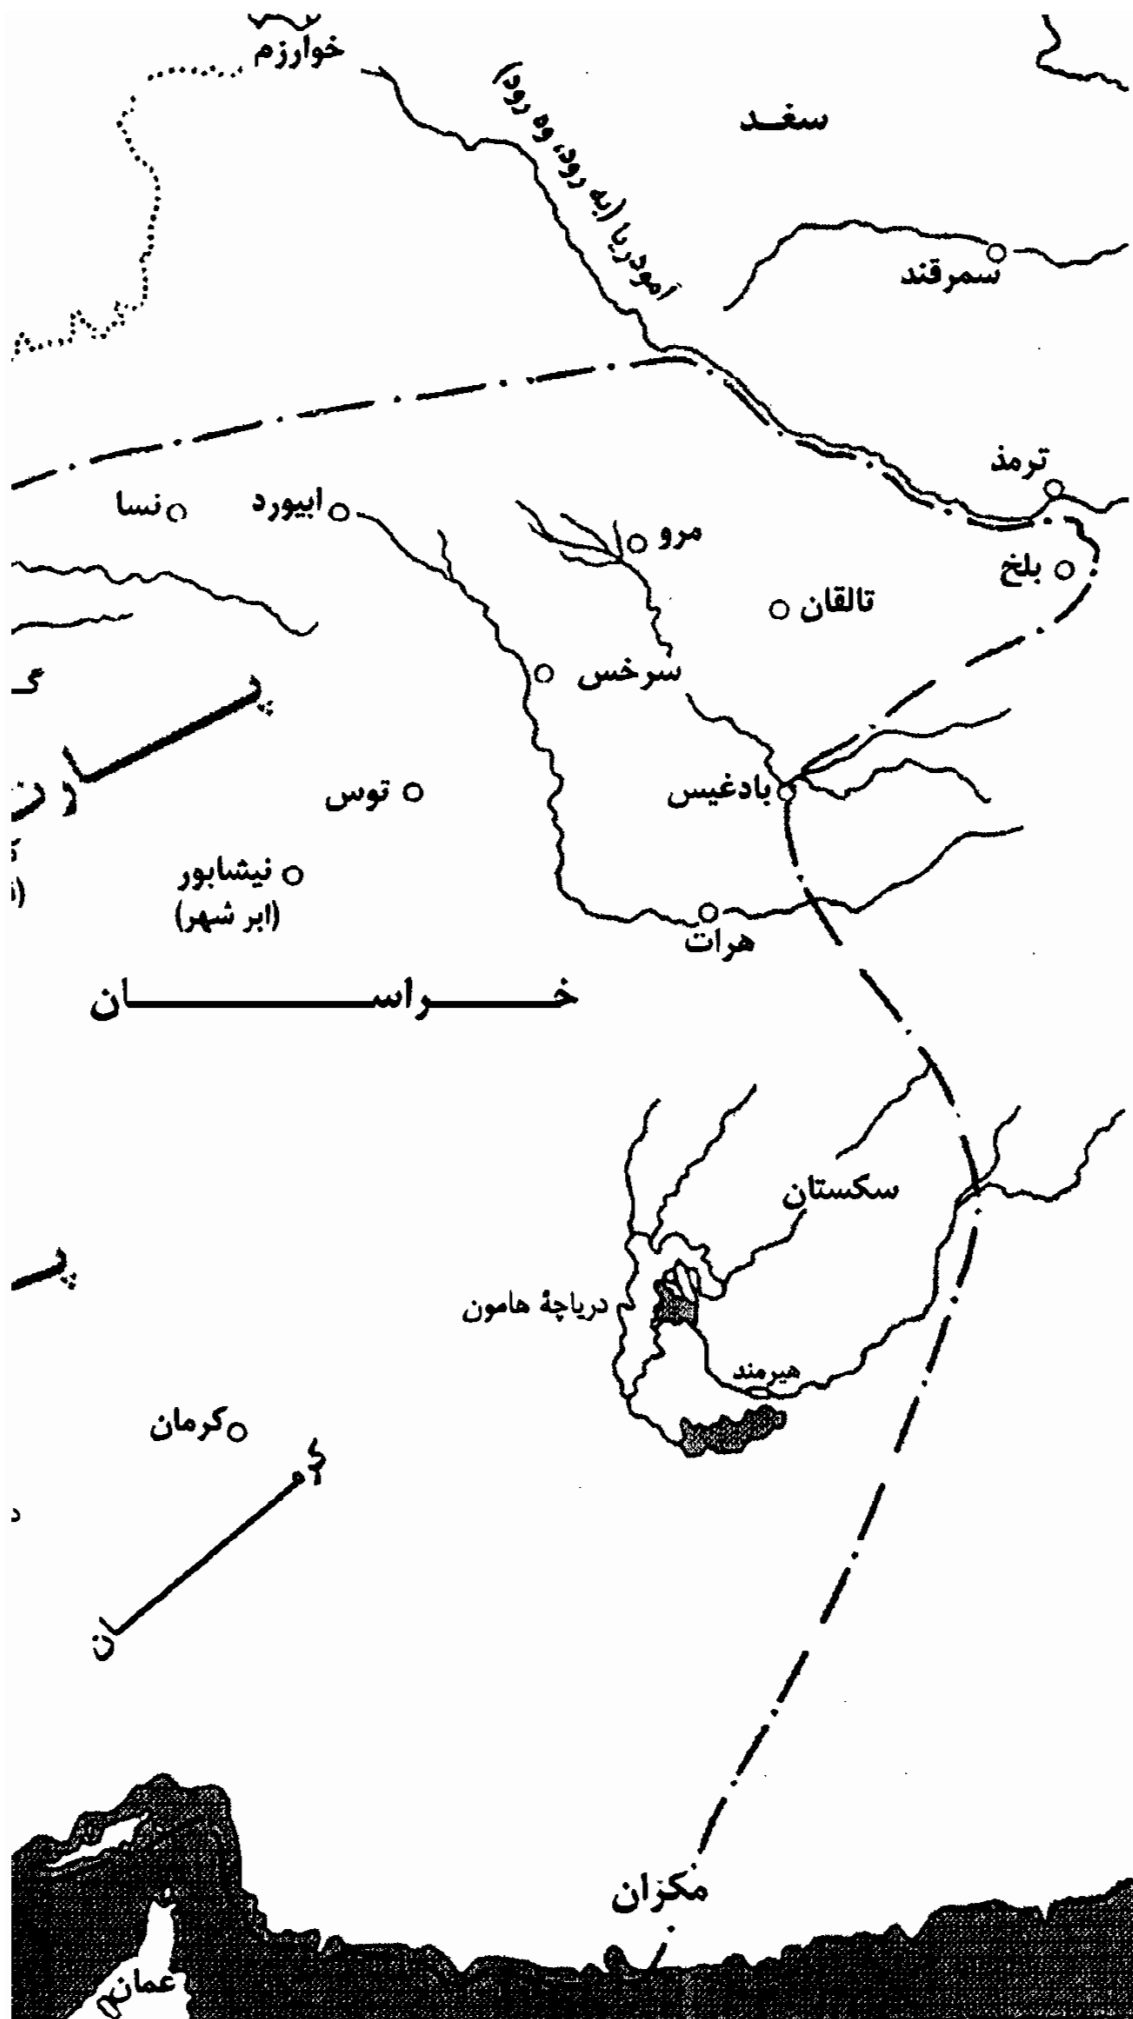 خوارزم
سغد
آمودریا (به رود، وه رود)
سمرقند
ترمذ
نسا
ابیورد
مرو
بلخ
تالقان
سرخس
بادغیس
توس
نیشابور
(ابر شهر)
هرات
خراسان
سکستان
دریاچهٔ هامون
هیرمند
کرمان
کرمان
مکران
عمان